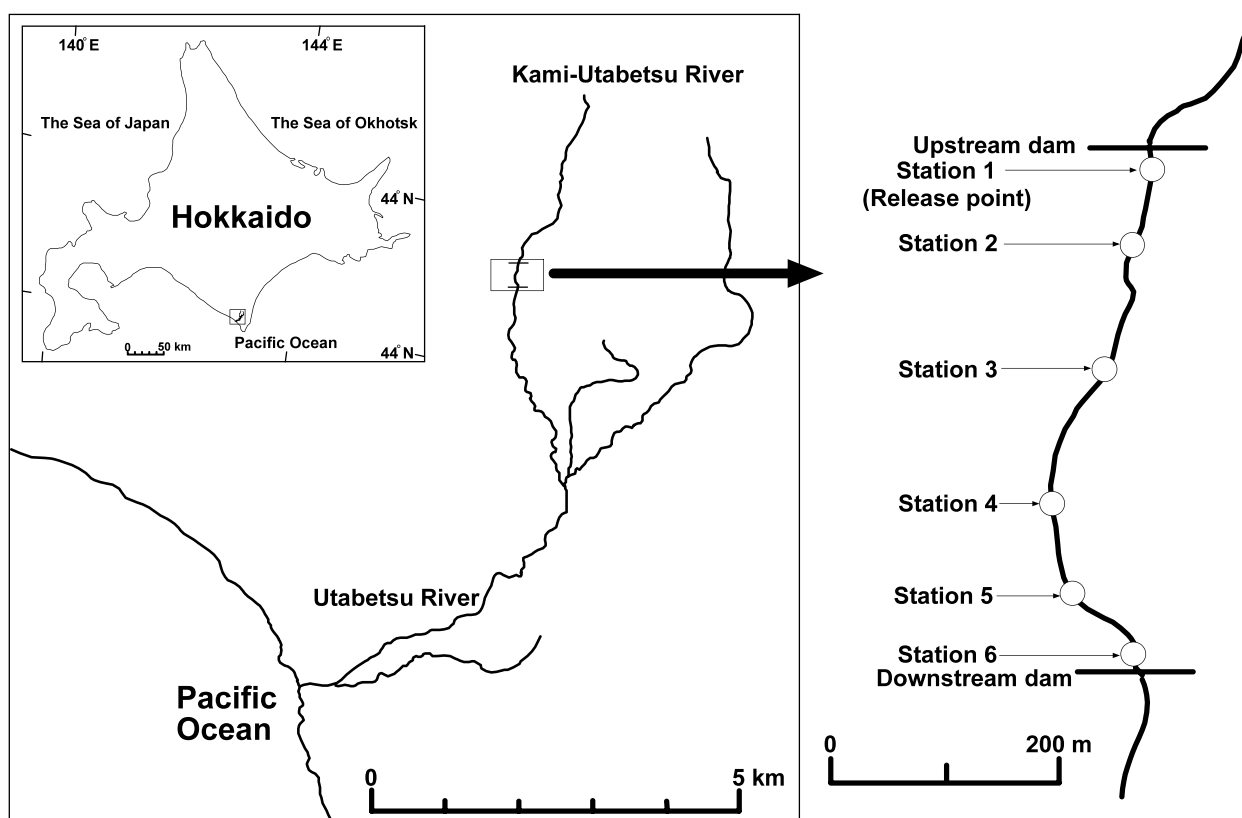 140°E
144°E
The Sea of Japan
The Sea of Okhotsk
44°N
Hokkaido
Pacific Ocean
0 50 km
44°N
Kami-Utabetsu River
Utabetsu River
Pacific
Ocean
0 5 km
Upstream dam
Station 1
(Release point)
Station 2
Station 3
Station 4
Station 5
Station 6
Downstream dam
0 200 m